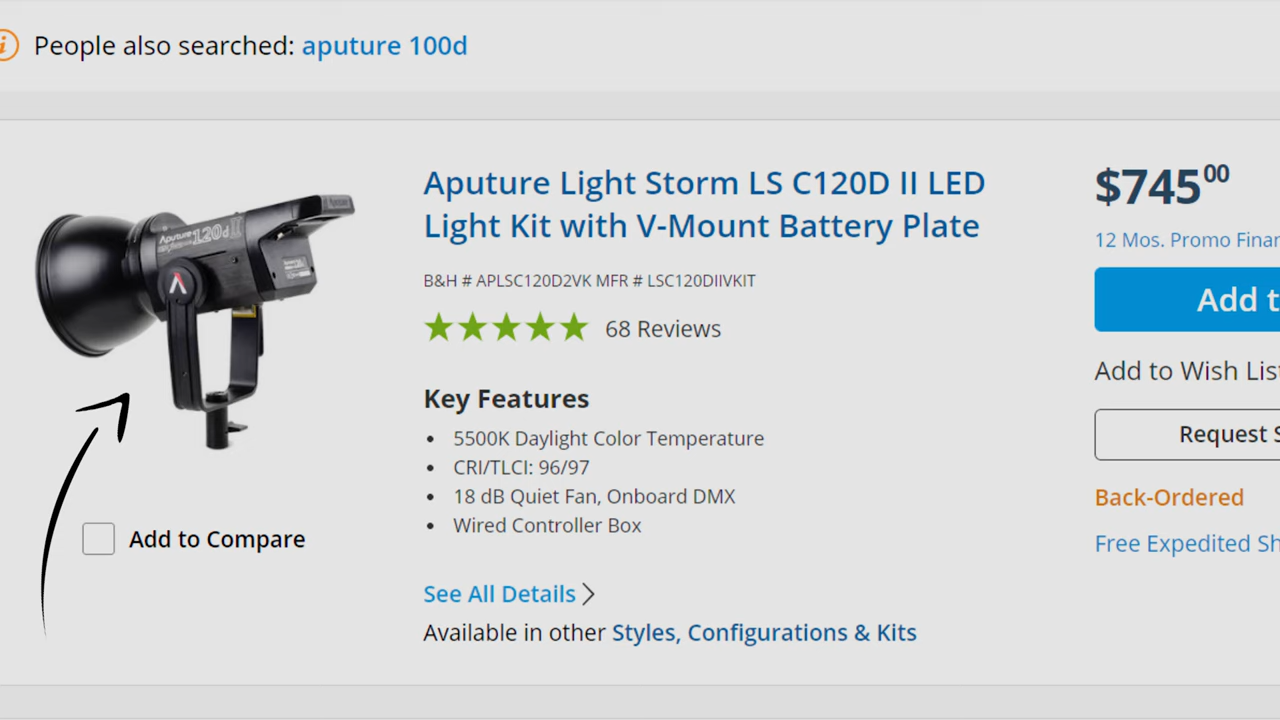 People also searched: aputure 100d
Aputure Light Storm LS C120D II LED
Light Kit with V-Mount Battery Plate
$745.00
12 Mos. Promo Finan
B&H # APLSC120D2VK MFR # LSC120DIIVKIT
Add t
68 Reviews
Add to Wish List
Key Features
5500K Daylight Color Temperature
CRI/TLCI: 96/97
18 dB Quiet Fan, Onboard DMX
Wired Controller Box
Request S
Back-Ordered
Free Expedited Sh
Add to Compare
See All Details
Available in other Styles, Configurations & Kits
Aputure
120d II